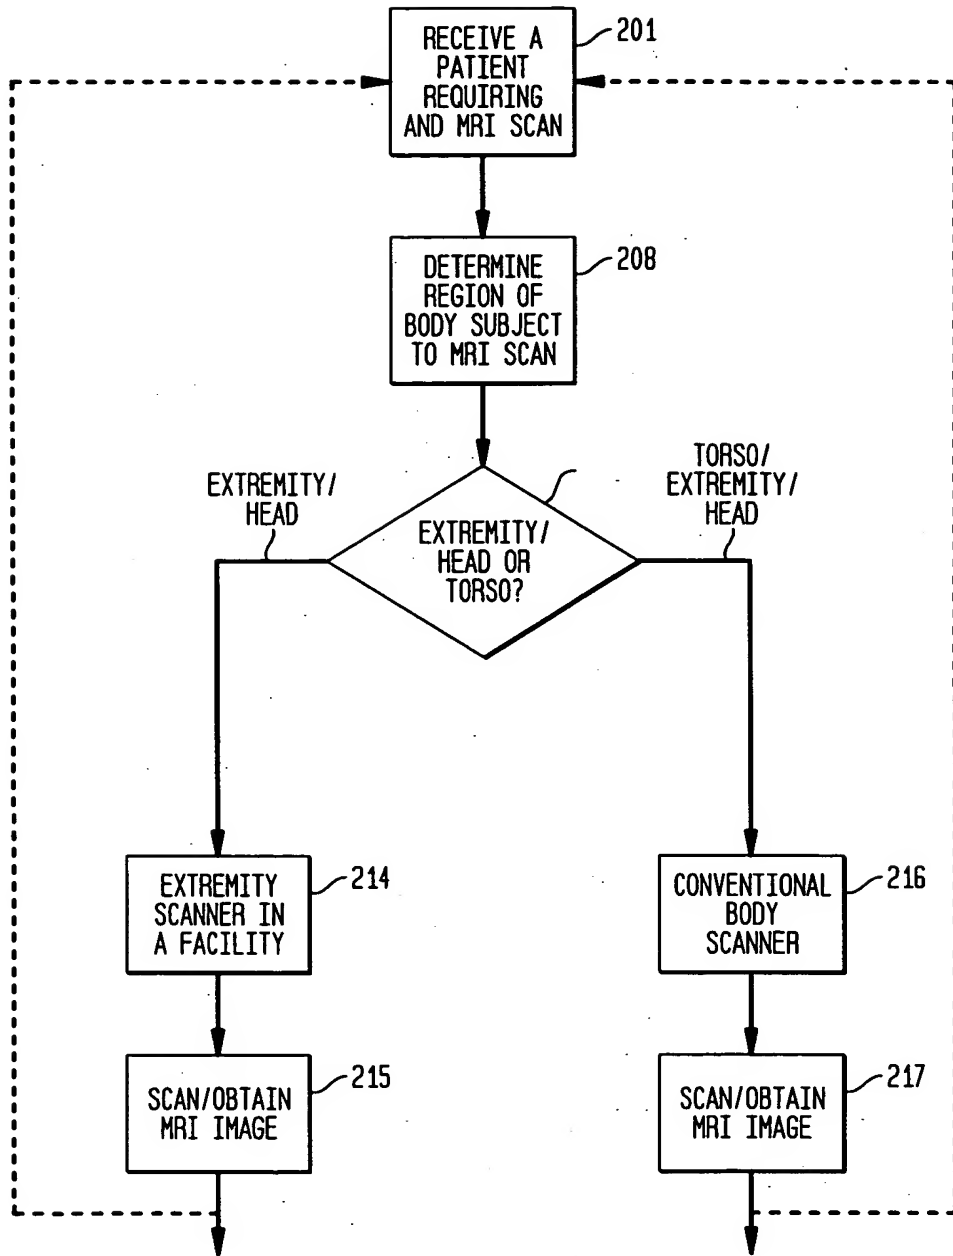 RECEIVE A
PATIENT
REQUIRING
AND MRI SCAN
201
DETERMINE
REGION OF
BODY SUBJECT
TO MRI SCAN
208
EXTREMITY/
HEAD
EXTREMITY/
HEAD OR
TORSO?
TORSO/
EXTREMITY/
HEAD
EXTREMITY
SCANNER IN
A FACILITY
214
CONVENTIONAL
BODY
SCANNER
216
SCAN/OBTAIN
MRI IMAGE
215
SCAN/OBTAIN
MRI IMAGE
217